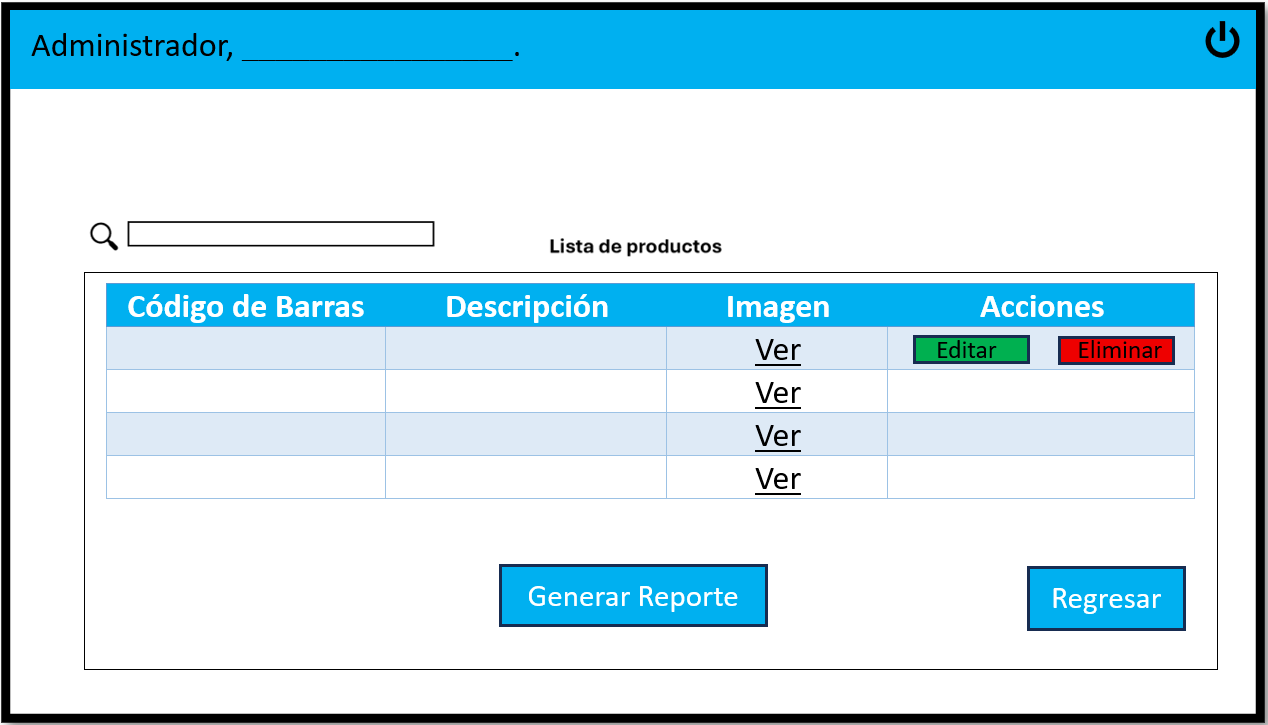 Administrador, ________________.
Lista de productos
Código de Barras Descripción Imagen Acciones
Ver Editar Eliminar
Ver
Ver
Ver
Generar Reporte Regresar